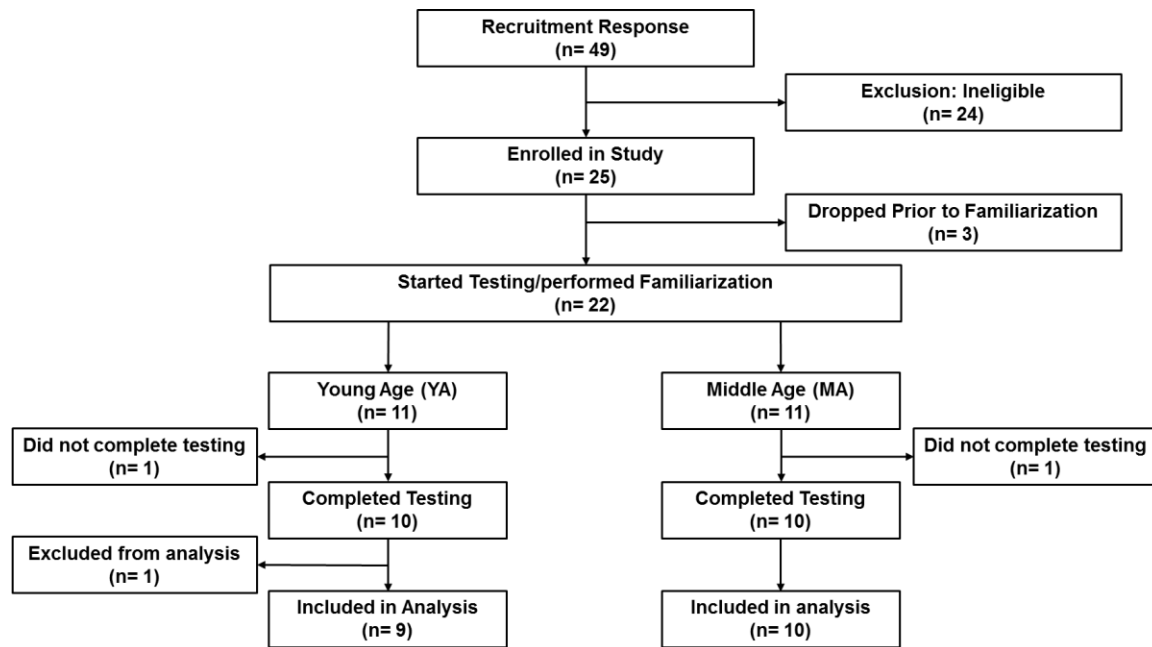 Recruitment Response
(n= 49)
Exclusion: Ineligible
(n= 24)
Enrolled in Study
(n= 25)
Dropped Prior to Familiarization
(n= 3)
Started Testing/performed Familiarization
(n= 22)
Young Age (YA)
(n= 11)
Middle Age (MA)
(n= 11)
Did not complete testing
(n= 1)
Did not complete testing
(n= 1)
Completed Testing
(n= 10)
Completed Testing
(n= 10)
Excluded from analysis
(n= 1)
Included in Analysis
(n= 9)
Included in analysis
(n= 10)